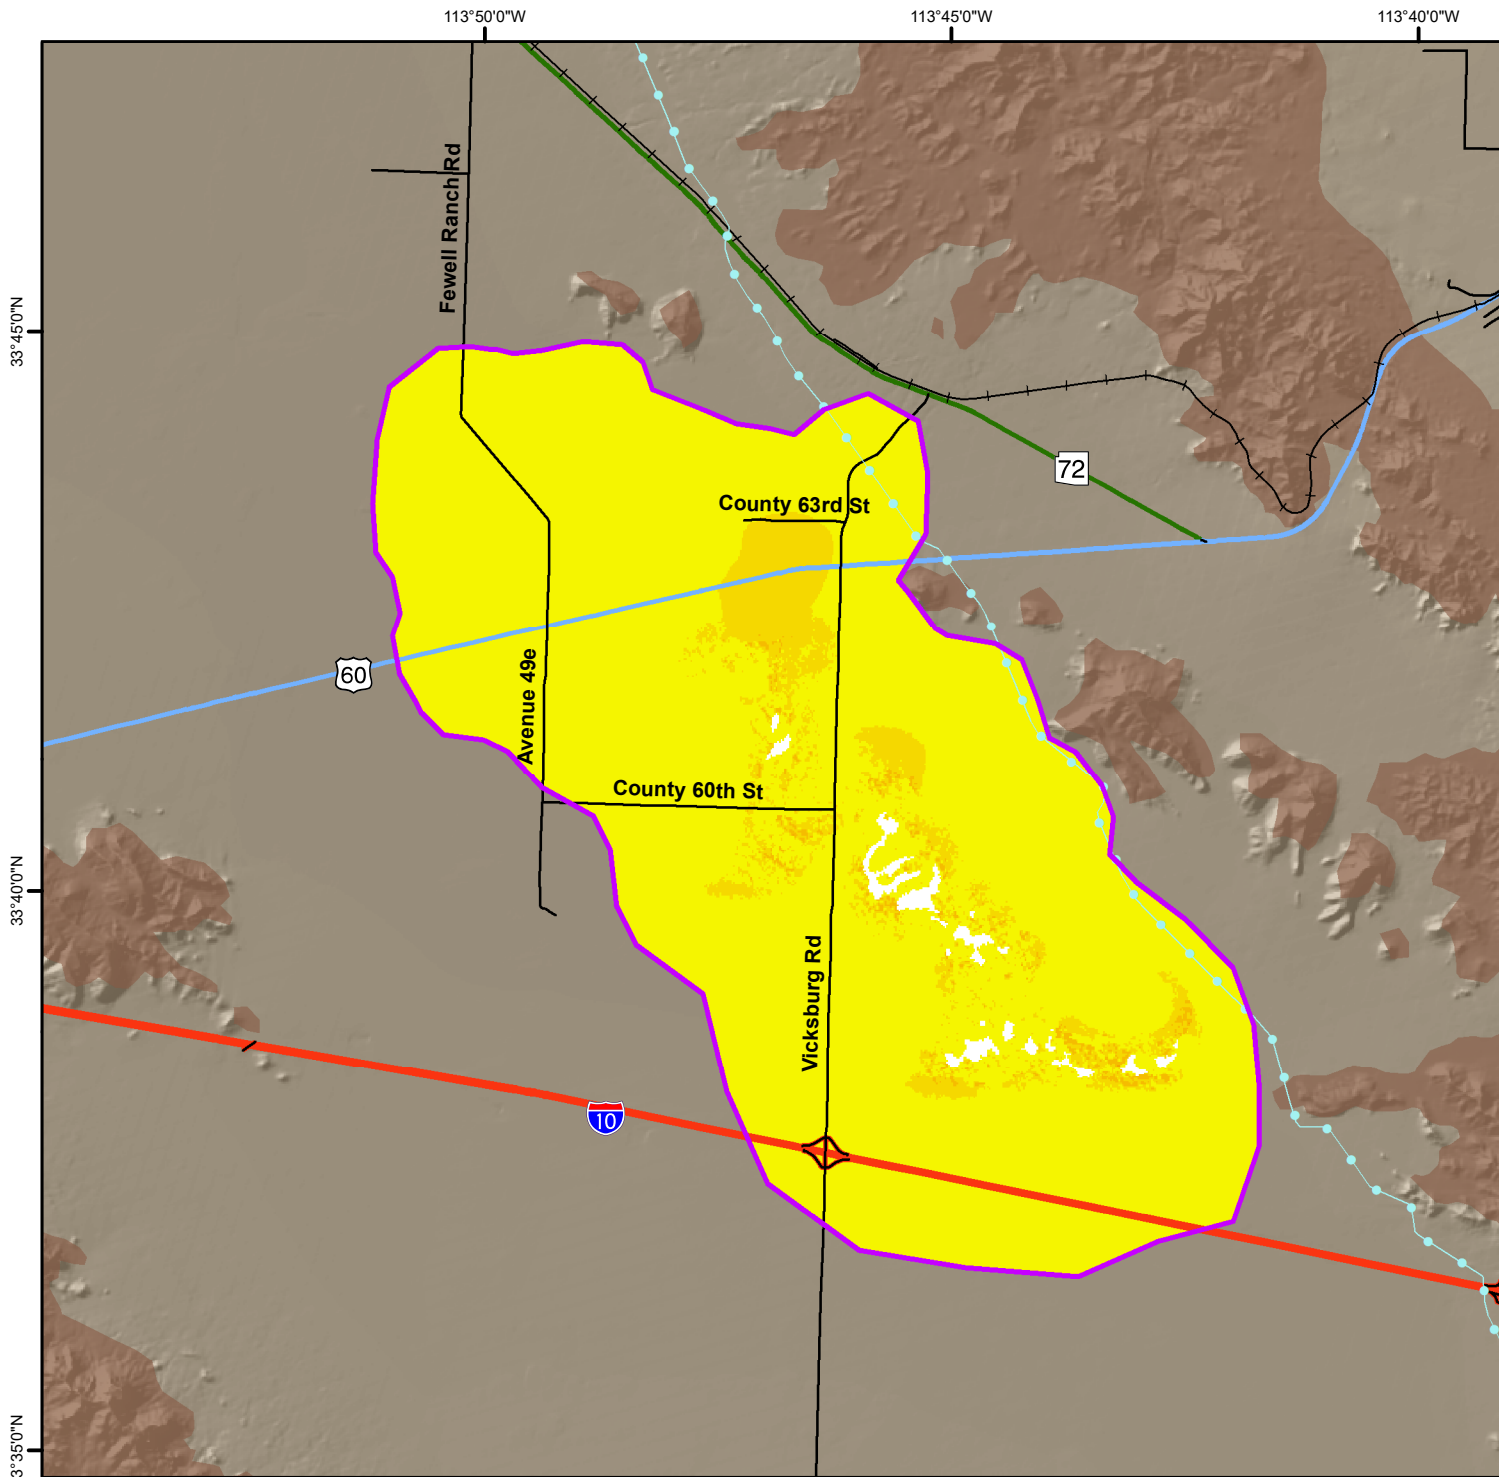 113°50'0"W
113°45'0"W
113°40'0"W
Fewell Ranch Rd
33°45'0"N
72
County 63rd St
60
Avenue 49e
County 60th St
33°40'0"N
Vicksburg Rd
10
3°35'0"N